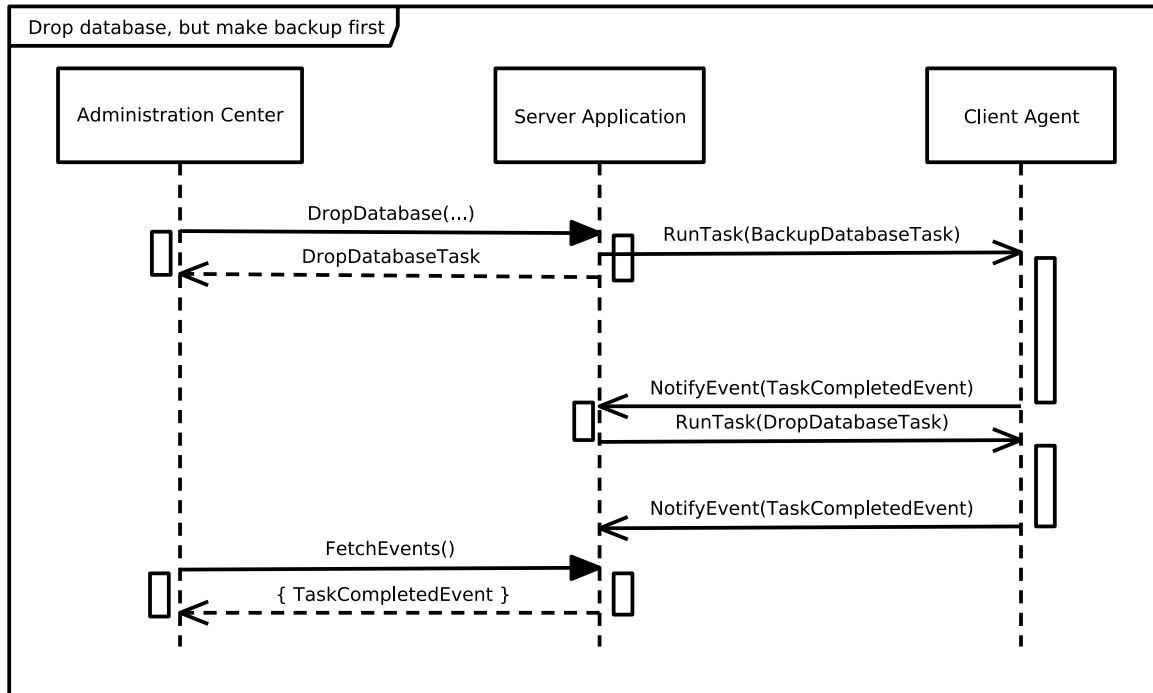 Drop database, but make backup first
Administration Center
Server Application
Client Agent
DropDatabase(...)
RunTask(BackupDatabaseTask)
DropDatabaseTask
NotifyEvent(TaskCompletedEvent)
RunTask(DropDatabaseTask)
NotifyEvent(TaskCompletedEvent)
FetchEvents()
{ TaskCompletedEvent }